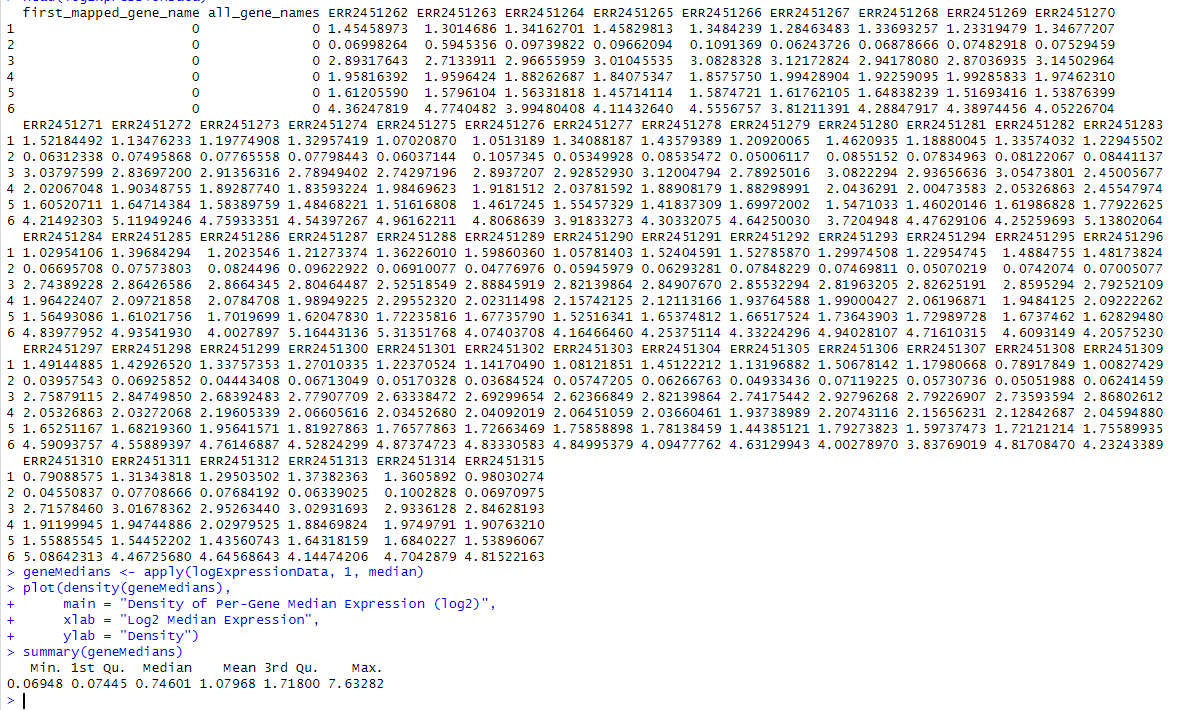 first_mapped_gene_name all_gene_names ERR2451262 ERR2451263 ERR2451264 ERR2451265 ERR2451266 ERR2451267 ERR2451268 ERR2451269 ERR2451270
1 0 0 1.45458973 1.3014686 1.34162701 1.45829813 1.3484239 1.28463483 1.33693257 1.23319479 1.34677207
2 0 0 0.06998264 0.5945356 0.09739822 0.09662094 0.1091369 0.06243726 0.06878666 0.07482918 0.07529459
3 0 0 2.89317643 2.7133911 2.96655959 3.01045535 3.0828328 3.12172824 2.94178080 2.87036935 3.14502964
4 0 0 1.95816392 1.9596424 1.88262687 1.84075347 1.8575750 1.99428904 1.92259095 1.99285833 1.97462310
5 0 0 1.61205590 1.5796104 1.56331818 1.45714114 1.5874721 1.61762105 1.64838239 1.51693416 1.53876399
6 0 0 4.36247819 4.7740482 3.99480408 4.11432640 4.5556757 3.81211391 4.28847917 4.38974456 4.05226704
ERR2451271 ERR2451272 ERR2451273 ERR2451274 ERR2451275 ERR2451276 ERR2451277 ERR2451278 ERR2451279 ERR2451280 ERR2451281 ERR2451282 ERR2451283
1 1.52184492 1.13476233 1.19774908 1.32957419 1.07020870 1.0513189 1.34088187 1.43579389 1.20920065 1.4620935 1.18880045 1.33574032 1.22945502
2 0.06312338 0.07495868 0.07765558 0.07798443 0.06037144 0.1057345 0.05349928 0.08535472 0.05006117 0.0855152 0.07834963 0.08122067 0.08441137
3 3.03797599 2.83697200 2.91356316 2.78949402 2.74297196 2.8937207 2.92852930 3.12004794 2.78925016 3.0822294 2.93656636 3.05473801 2.45005677
4 2.02067048 1.90348755 1.89287740 1.83593224 1.98469623 1.9181512 2.03781592 1.88908179 1.88298991 2.0436291 2.00473583 2.05326863 2.45547974
5 1.60520711 1.64714384 1.58389759 1.48468221 1.51616808 1.4617245 1.55457329 1.41837309 1.69972002 1.5471033 1.46020146 1.61986828 1.77922625
6 4.21492303 5.11949246 4.75933351 4.54397267 4.96162211 4.8068639 3.91833273 4.30332075 4.64250030 3.7204948 4.47629106 4.25259693 5.13802064
ERR2451284 ERR2451285 ERR2451286 ERR2451287 ERR2451288 ERR2451289 ERR2451290 ERR2451291 ERR2451292 ERR2451293 ERR2451294 ERR2451295 ERR2451296
1 1.02954106 1.39684294 1.2023546 1.21273374 1.36226010 1.59860360 1.05781403 1.52404591 1.52785870 1.29974508 1.22954745 1.4884755 1.48173824
2 0.06695708 0.07573803 0.0824496 0.09622922 0.06910077 0.04776976 0.05945979 0.06293281 0.07848229 0.07469811 0.05070219 0.0742074 0.07005077
3 2.74389228 2.86426586 2.8664345 2.80464487 2.52518549 2.88845919 2.82139864 2.84907670 2.85532294 2.81963205 2.82625191 2.8595294 2.79252109
4 1.96422407 2.09721858 2.0784708 1.98949225 2.29552320 2.02311498 2.15742125 2.12113166 1.93764588 1.99000427 2.06196871 1.9484125 2.09222262
5 1.56493086 1.61021756 1.7019699 1.62047830 1.72235816 1.67735790 1.52516341 1.65374812 1.66517524 1.73643903 1.72989728 1.6737462 1.62829480
6 4.83977952 4.93541930 4.0027897 5.16443136 5.31351768 4.07403708 4.16466460 4.25375114 4.33224296 4.94028107 4.71610315 4.6093149 4.20575230
ERR2451297 ERR2451298 ERR2451299 ERR2451300 ERR2451301 ERR2451302 ERR2451303 ERR2451304 ERR2451305 ERR2451306 ERR2451307 ERR2451308 ERR2451309
1 1.49144885 1.42926520 1.33757353 1.27010335 1.22370524 1.14170490 1.08121851 1.45122212 1.13196882 1.50678142 1.17980668 0.78917849 1.00827429
2 0.03957543 0.06925852 0.04443408 0.06713049 0.05170328 0.03684524 0.05747205 0.06266763 0.04933436 0.07119225 0.05730736 0.05051988 0.06241459
3 2.75879115 2.84749850 2.68392483 2.77907709 2.63338472 2.69299654 2.62366849 2.82139864 2.74175442 2.92796268 2.79226907 2.73593594 2.86802612
4 2.05326863 2.03272068 2.19605339 2.06605616 2.03452680 2.04092019 2.06451059 2.03660461 1.93738989 2.20743116 2.15656231 2.12842687 2.04594880
5 1.65251167 1.68219360 1.95641571 1.81927863 1.76577863 1.72663469 1.75858898 1.78138459 1.44385121 1.79273823 1.59737473 1.72121214 1.75589935
6 4.59093757 4.55889397 4.76146887 4.52824299 4.87374723 4.83330583 4.84995379 4.09477762 4.63129943 4.00278970 3.83769019 4.81708470 4.23243389
ERR2451310 ERR2451311 ERR2451312 ERR2451313 ERR2451314 ERR2451315
1 0.79088575 1.31343818 1.29503502 1.37382363 1.3605892 0.98030274
2 0.04550837 0.07708666 0.07684192 0.06339025 0.1002828 0.06970975
3 2.71578460 3.01678362 2.95263440 3.02931693 2.9336128 2.84628193
4 1.91199945 1.94744886 2.02979525 1.88469824 1.9749791 1.90763210
5 1.55885545 1.54452202 1.43560743 1.64318159 1.6840227 1.53896067
6 5.08642313 4.46725680 4.64568643 4.14474206 4.7042879 4.81522163
> geneMedians <- apply(logExpressionData, 1, median)
> plot(density(geneMedians),
+ main = "Density of Per-Gene Median Expression (log2)",
+ xlab = "Log2 Median Expression",
+ ylab = "Density")
> summary(geneMedians)
Min. 1st Qu. Median Mean 3rd Qu. Max.
0.06948 0.07445 0.74601 1.07968 1.71800 7.63282
>